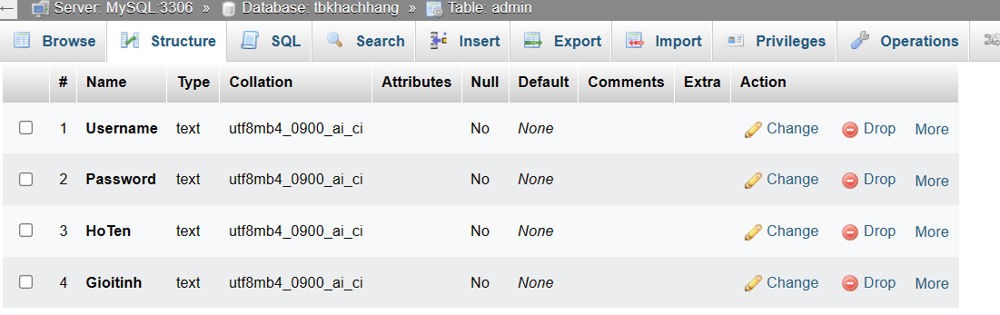 Server: MySQL:3306 » Database: tbkhachhang » Table: admin
Browse Structure SQL Search Insert Export Import Privileges Operations
# Name Type Collation Attributes Null Default Comments Extra Action
1 Username text utf8mb4_0900_ai_ci No None Change Drop More
2 Password text utf8mb4_0900_ai_ci No None Change Drop More
3 HoTen text utf8mb4_0900_ai_ci No None Change Drop More
4 Gioitinh text utf8mb4_0900_ai_ci No None Change Drop More